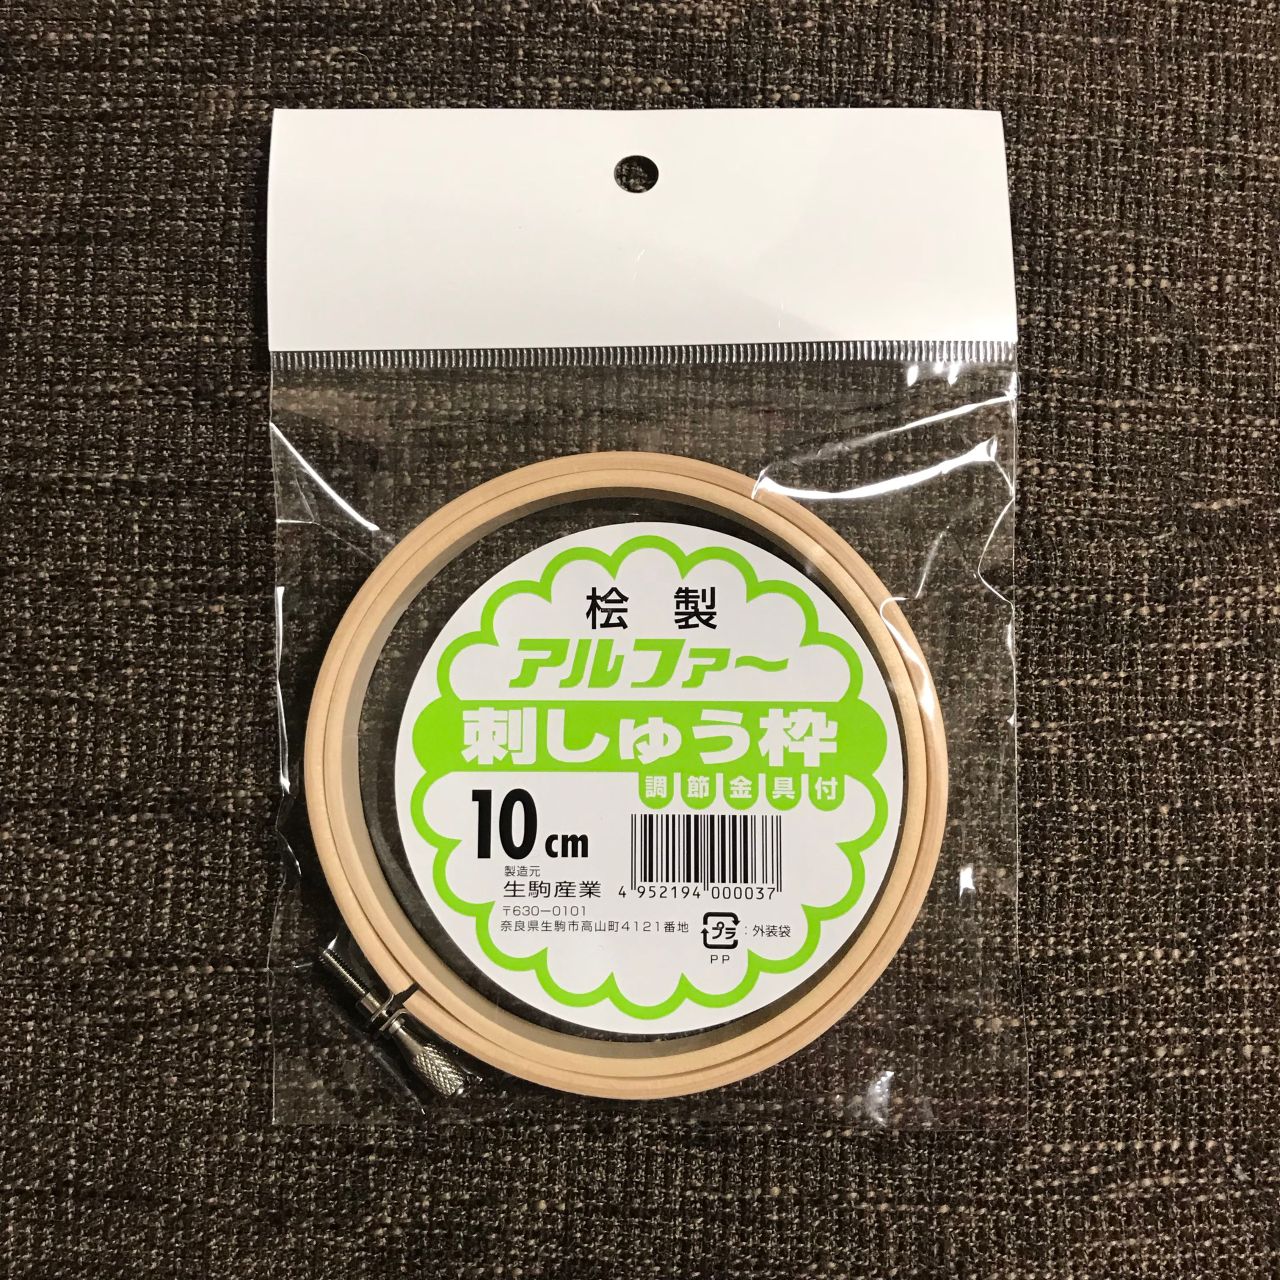 桧製
アルファ〜
刺しゅう枠
調節金具付
10cm
4 952194 000037
製造元
生駒産業
〒630-0101
奈良県生駒市高山町4121番地
プラ:外装袋
PP